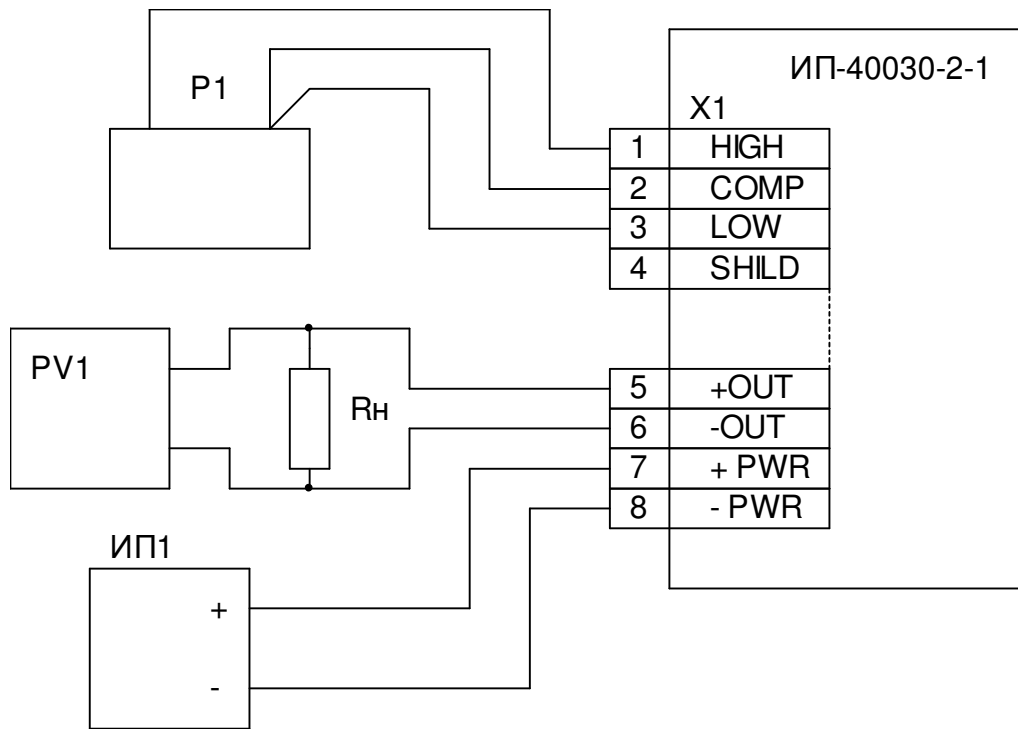 ИП-40030-2-1
P1
X1
1 HIGH
2 COMP
3 LOW
4 SHILD
PV1
Rн
5 +OUT
6 -OUT
7 + PWR
8 - PWR
ИП1
+
-